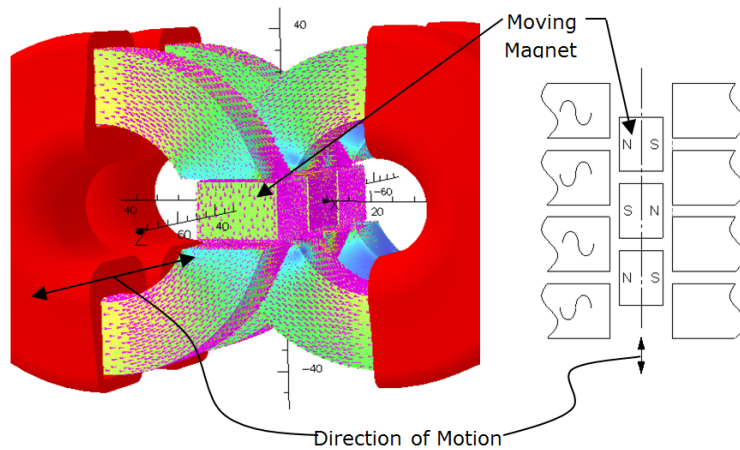 40
Moving
Magnet
N S
-60
X
20
40
Z
60
40
S N
N S
-40
Direction of Motion